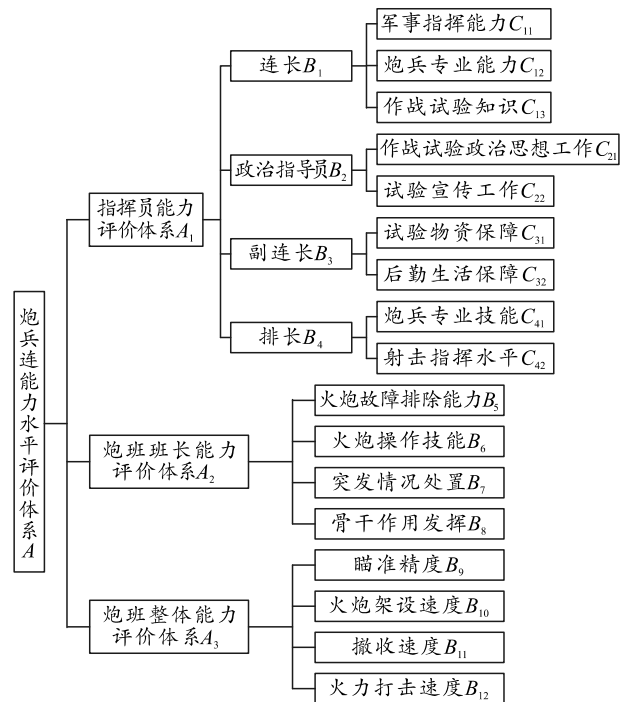 炮兵连能力水平评价体系A
指挥员能力
评价体系A₁
连长B₁
军事指挥能力C₁₁
炮兵专业能力C₁₂
作战试验知识C₁₃
政治指导员B₂
作战试验政治思想工作C₂₁
试验宣传工作C₂₂
副连长B₃
试验物资保障C₃₁
后勤生活保障C₃₂
排长B₄
炮兵专业技能C₄₁
射击指挥水平C₄₂
炮班班长能力
评价体系A₂
火炮故障排除能力B₅
火炮操作技能B₆
突发情况处置B₇
骨干作用发挥B₈
炮班整体能力
评价体系A₃
瞄准精度B₉
火炮架设速度B₁₀
撤收速度B₁₁
火力打击速度B₁₂